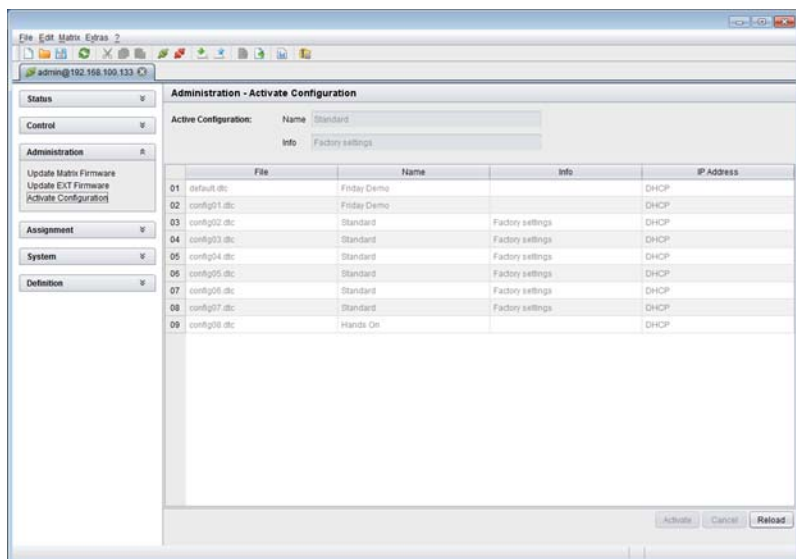 File Edit Matrix Extras ?
admin@192.168.100.133
Status
Control
Administration
Update Matrix Firmware
Update EXT Firmware
Activate Configuration
Assignment
System
Definition
Administration - Activate Configuration
Active Configuration: Name Standard
Info Factory settings
File Name Info IP Address
01 default.dtc Friday Demo DHCP
02 config01.dtc Friday Demo DHCP
03 config02.dtc Standard Factory settings DHCP
04 config03.dtc Standard Factory settings DHCP
05 config04.dtc Standard Factory settings DHCP
06 config05.dtc Standard Factory settings DHCP
07 config06.dtc Standard Factory settings DHCP
08 config07.dtc Standard Factory settings DHCP
09 config08.dtc Hands On DHCP
Activate Cancel Reload